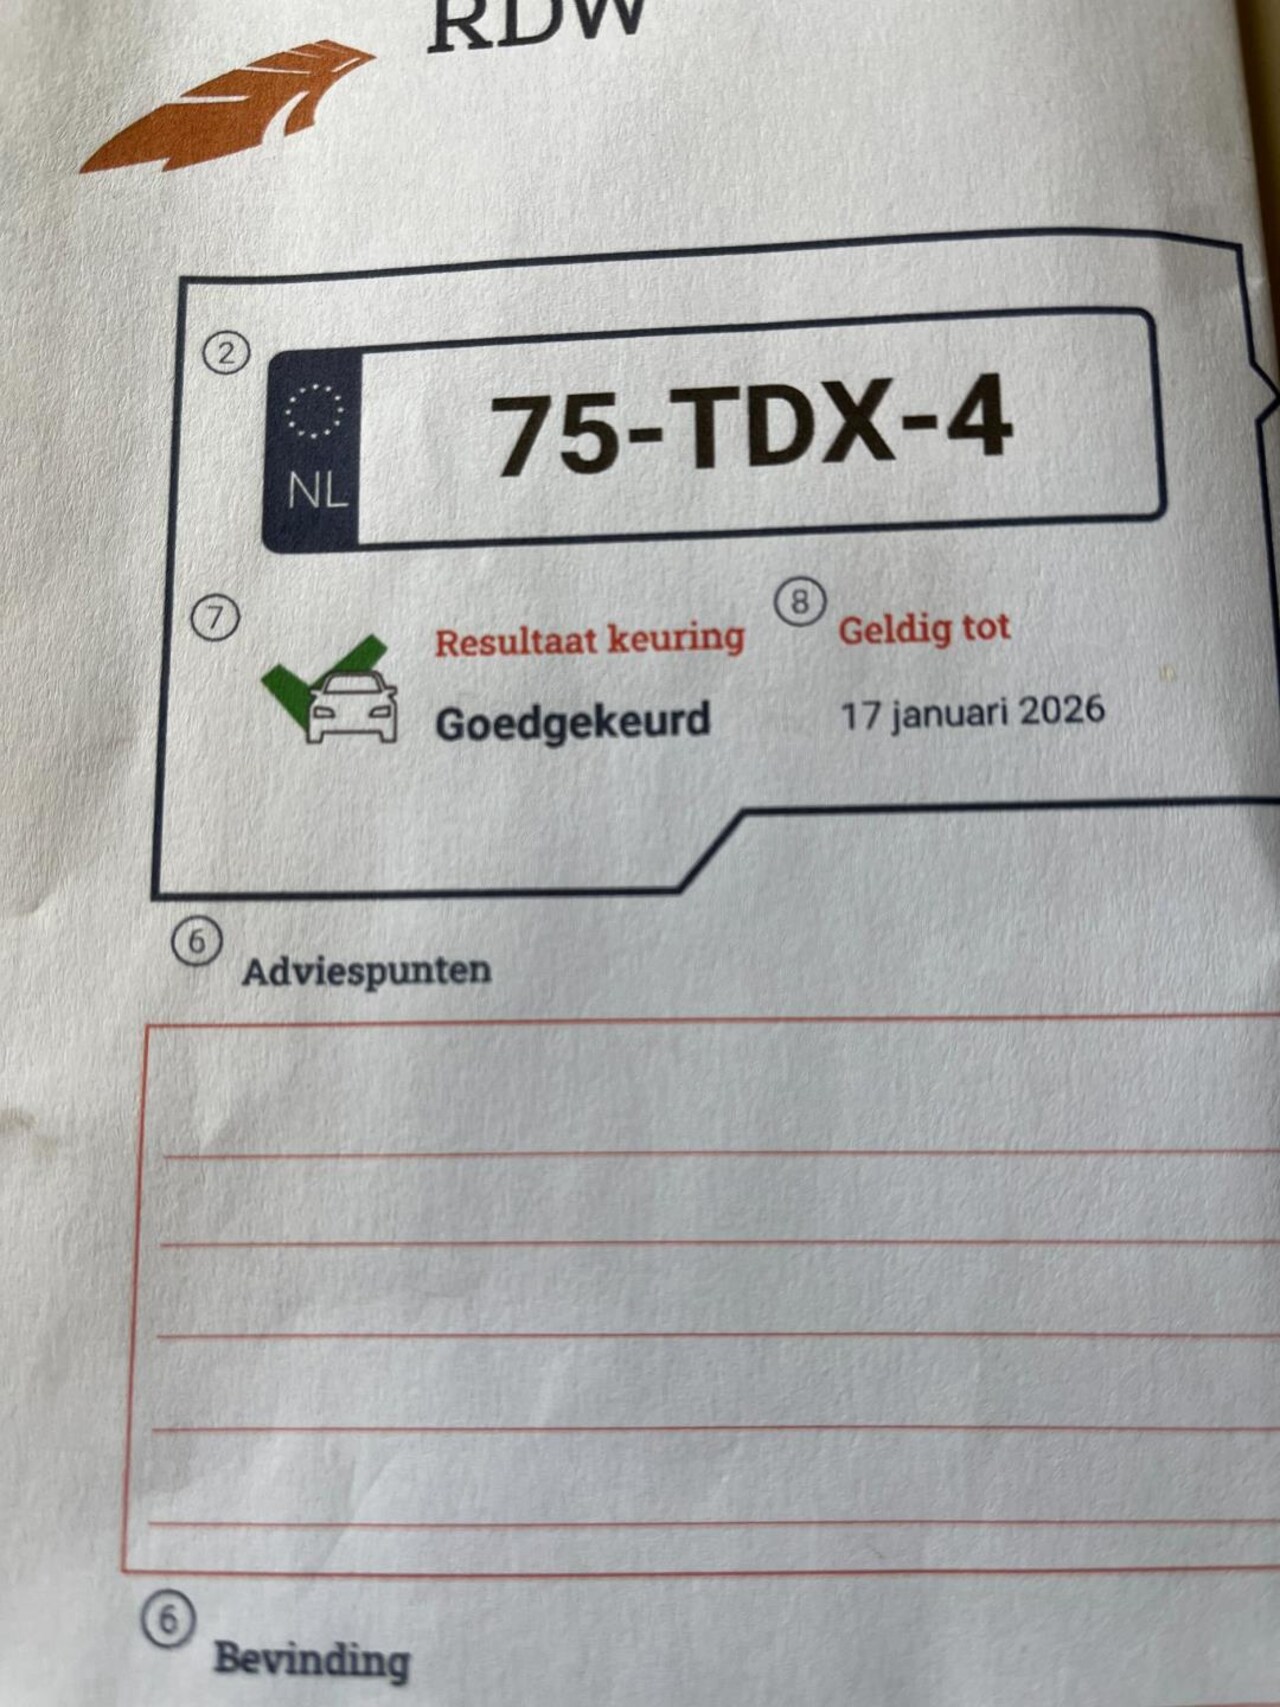 RDW
2
NL
75-TDX-4
7
Resultaat keuring
8
Geldig tot
Goedgekeurd
17 januari 2026
6
Adviespunten
6
Bevinding